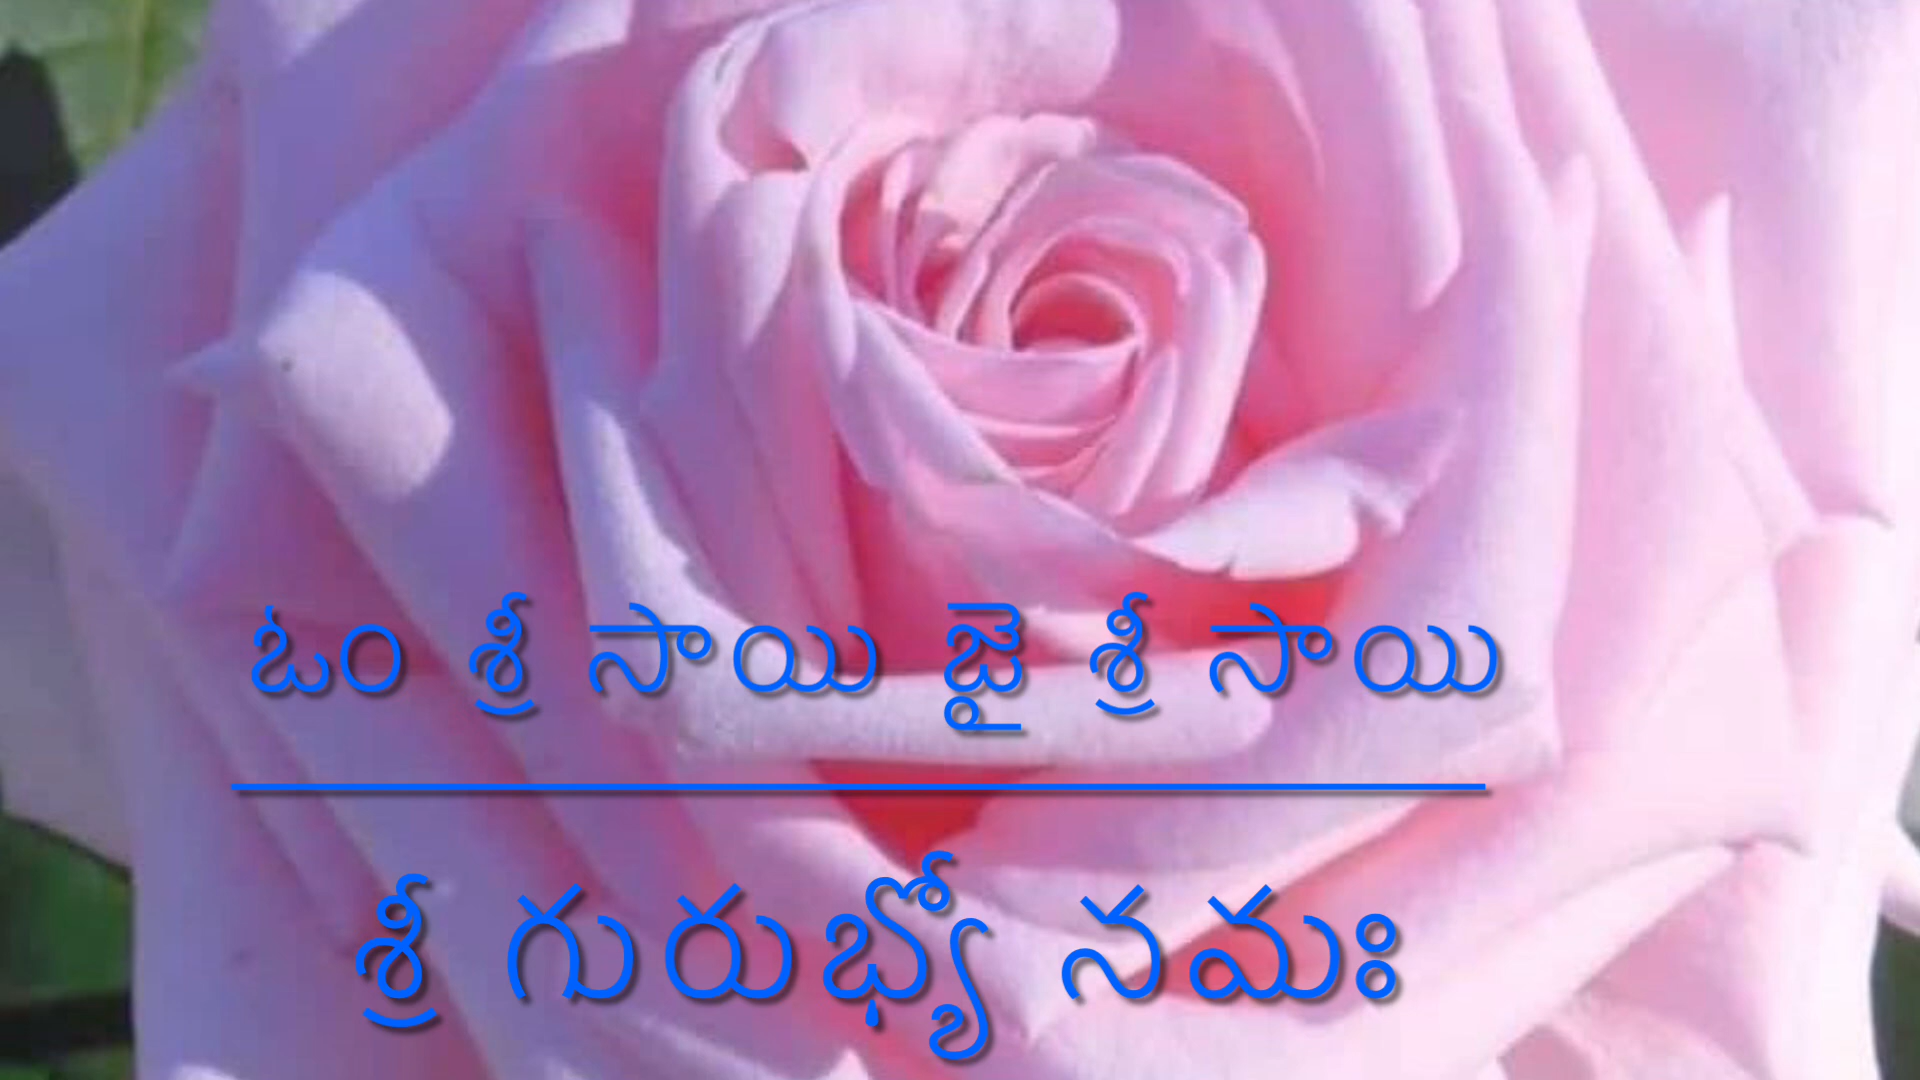 ఓం శ్రీ సాయి జై శ్రీ సాయి
శ్రీ గురుభ్యో నమః